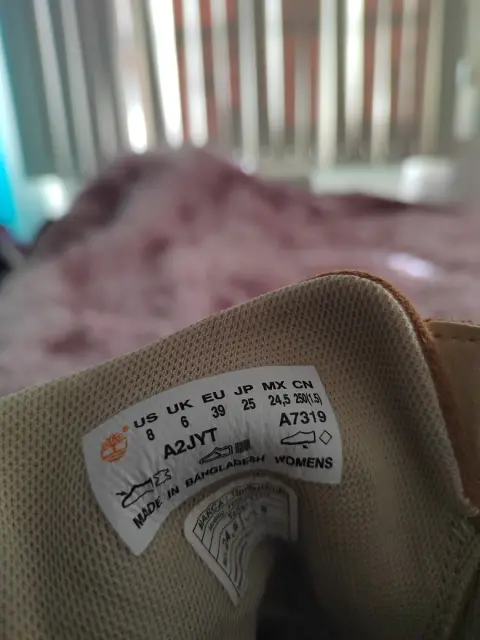 US UK EU JP MX CN
8 6 39 25 24,5 250(1.5)
A2JYT A7319
MADE IN BANGLADESH WOMENS
MARCA